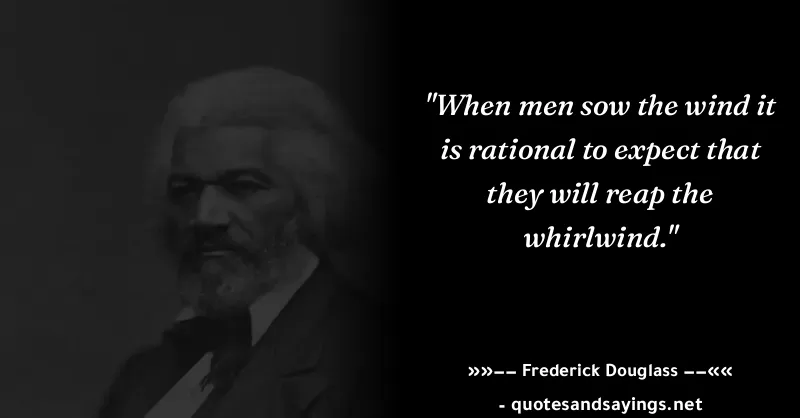 "When men sow the wind it
is rational to expect that
they will reap the
whirlwind."
»»−− Frederick Douglass −−««
- quotesandsayings.net